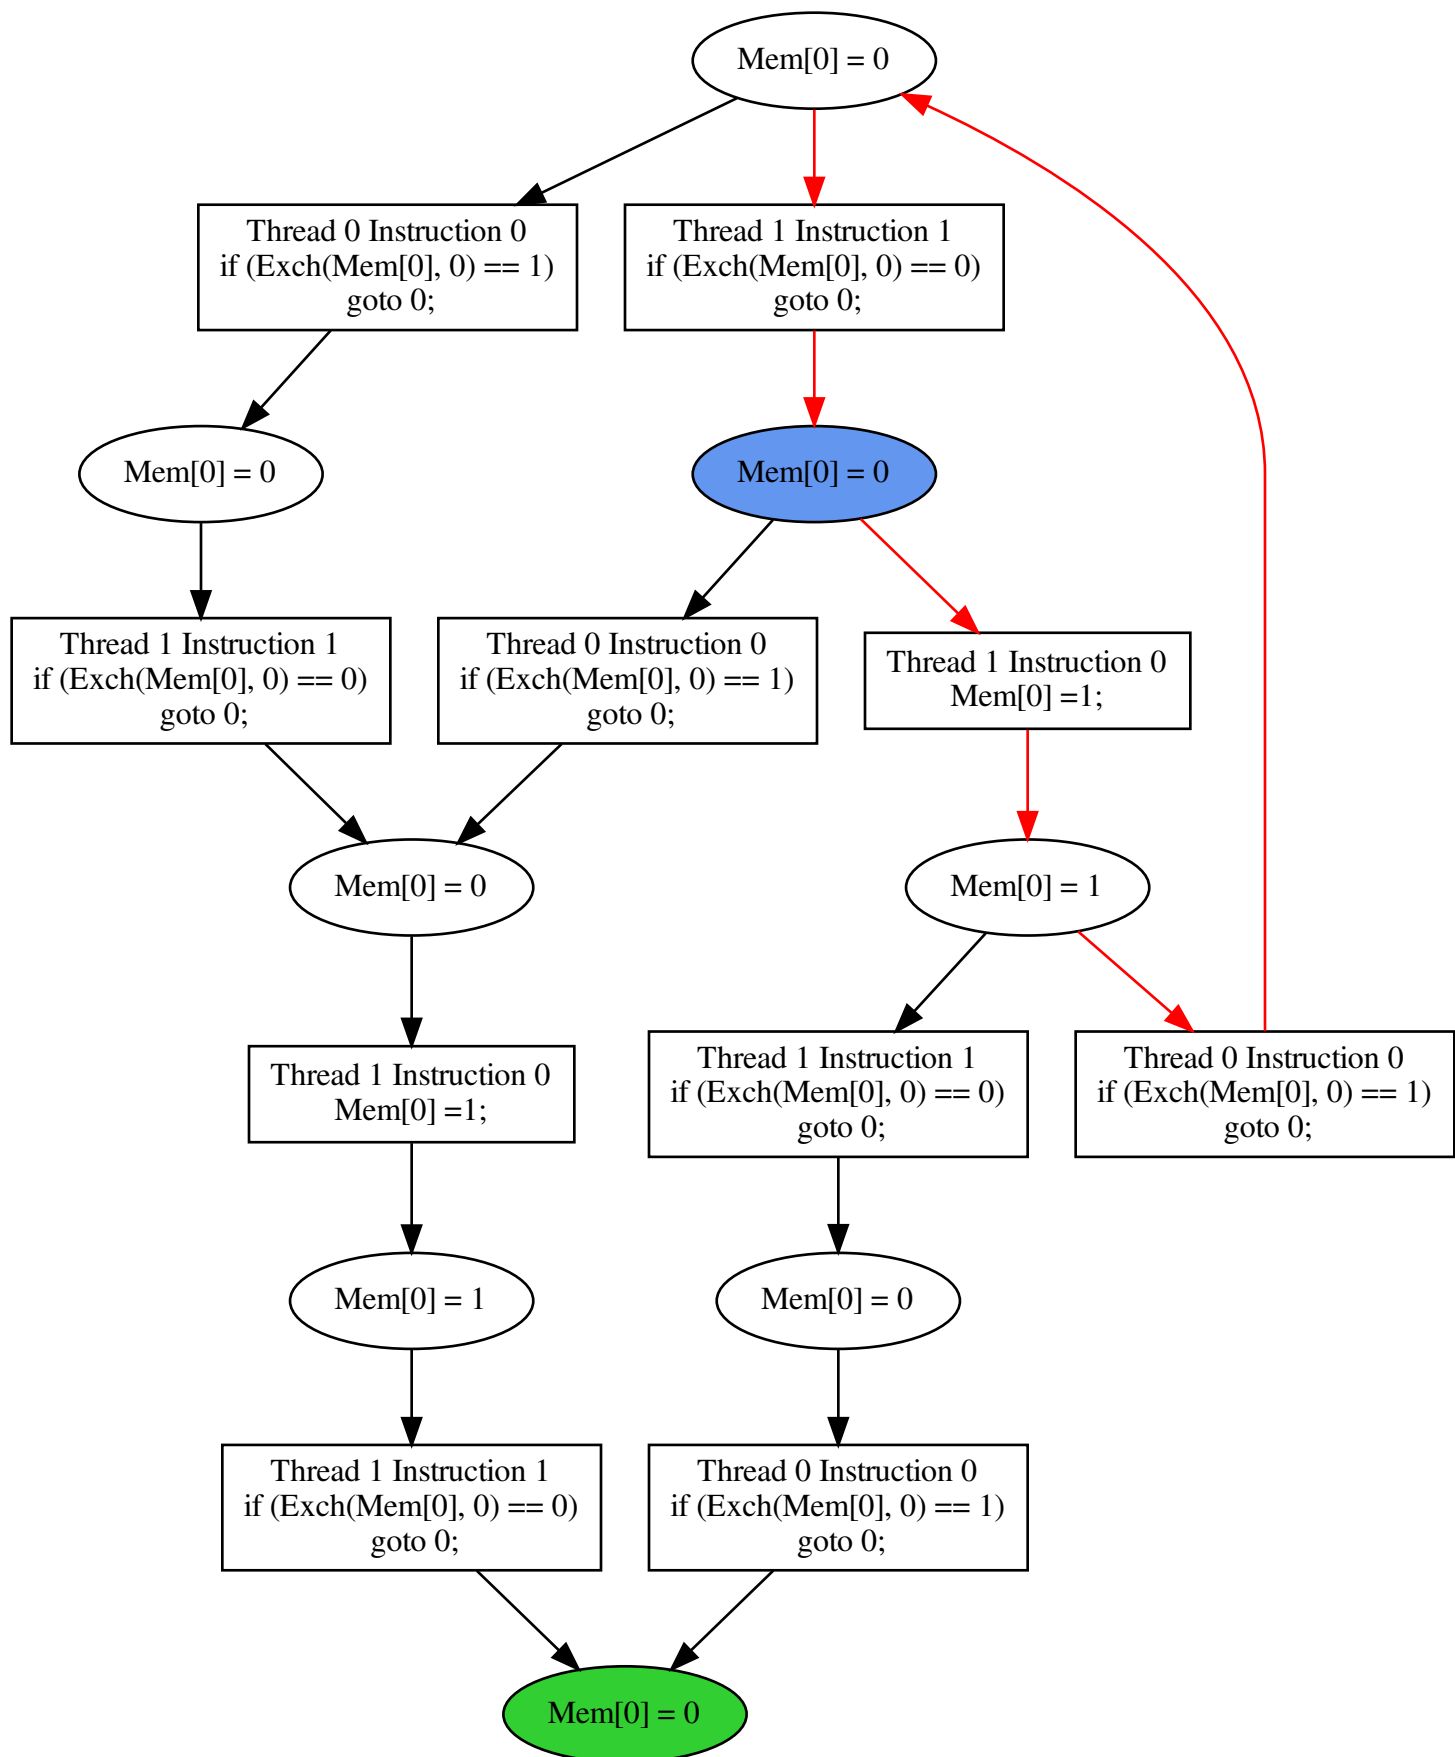 Mem[0] = 0
Thread 0 Instruction 0
if (Exch(Mem[0], 0) == 1)
goto 0;
Thread 1 Instruction 1
if (Exch(Mem[0], 0) == 0)
goto 0;
Mem[0] = 0
Mem[0] = 0
Thread 1 Instruction 1
if (Exch(Mem[0], 0) == 0)
goto 0;
Thread 0 Instruction 0
if (Exch(Mem[0], 0) == 1)
goto 0;
Thread 1 Instruction 0
Mem[0] =1;
Mem[0] = 0
Mem[0] = 1
Thread 1 Instruction 0
Mem[0] =1;
Thread 1 Instruction 1
if (Exch(Mem[0], 0) == 0)
goto 0;
Thread 0 Instruction 0
if (Exch(Mem[0], 0) == 1)
goto 0;
Mem[0] = 1
Mem[0] = 0
Thread 1 Instruction 1
if (Exch(Mem[0], 0) == 0)
goto 0;
Thread 0 Instruction 0
if (Exch(Mem[0], 0) == 1)
goto 0;
Mem[0] = 0